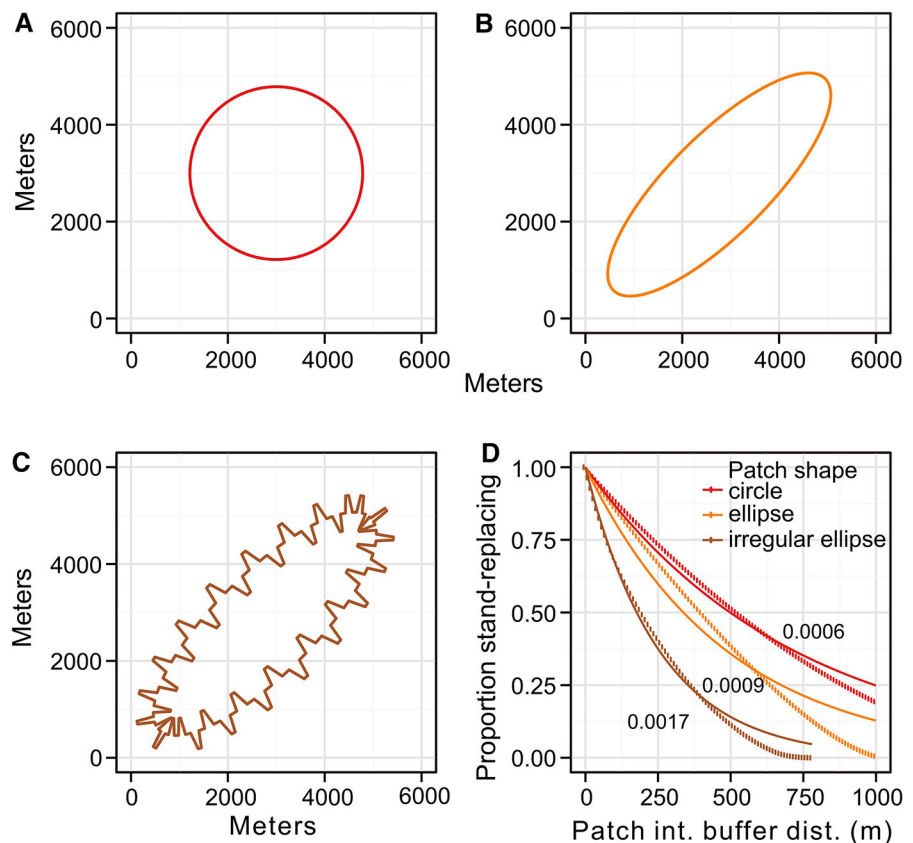 A
Meters
6000
4000
2000
0
0 2000 4000 6000
B
6000
4000
2000
0
0 2000 4000 6000
Meters
C
Meters
6000
4000
2000
0
0 2000 4000 6000
Meters
D
Proportion stand-replacing
1.00
0.75
0.50
0.25
0.00
Patch shape
circle
ellipse
irregular ellipse
0.0006
0.0009
0.0017
0 250 500 750 1000
Patch int. buffer dist. (m)